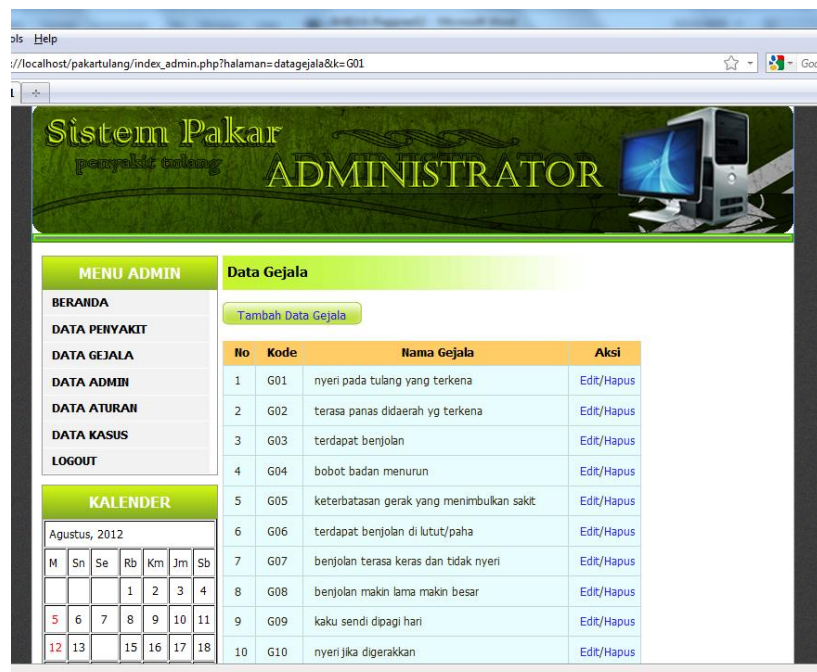 ols Help
://localhost/pakartulang/index_admin.php?halaman=datagejala&k=G01
Goo
Sistem Pakar
penyakit tulang
ADMINISTRATOR
MENU ADMIN
BERANDA
DATA PENYAKIT
DATA GEJALA
DATA ADMIN
DATA ATURAN
DATA KASUS
LOGOUT
KALENDER
Agustus, 2012
M Sn Se Rb Km Jm Sb
1 2 3 4
5 6 7 8 9 10 11
12 13 15 16 17 18
Data Gejala
Tambah Data Gejala
No Kode Nama Gejala Aksi
1 G01 nyeri pada tulang yang terkena Edit/Hapus
2 G02 terasa panas didaerah yg terkena Edit/Hapus
3 G03 terdapat benjolan Edit/Hapus
4 G04 bobot badan menurun Edit/Hapus
5 G05 keterbatasan gerak yang menimbulkan sakit Edit/Hapus
6 G06 terdapat benjolan di lutut/paha Edit/Hapus
7 G07 benjolan terasa keras dan tidak nyeri Edit/Hapus
8 G08 benjolan makin lama makin besar Edit/Hapus
9 G09 kaku sendi dipagi hari Edit/Hapus
10 G10 nyeri jika digerakkan Edit/Hapus